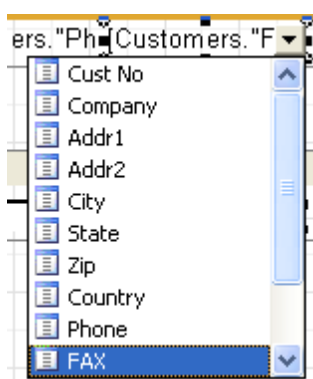 ers."Ph [Customers."F
Cust No
Company
Addr1
Addr2
City
State
Zip
Country
Phone
FAX